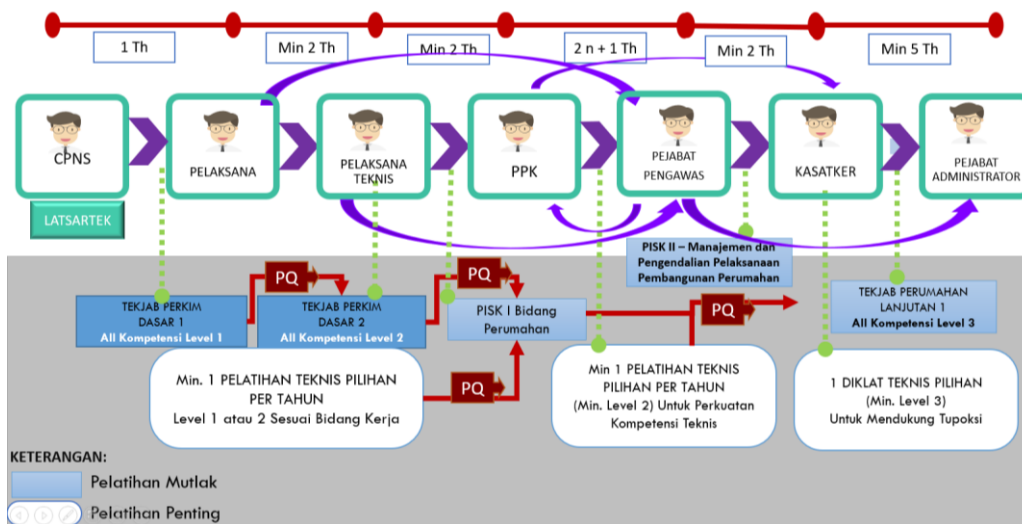 1 Th
Min 2 Th
Min 2 Th
2 n + 1 Th
Min 2 Th
Min 5 Th
CPNS
PELAKSANA
PELAKSANA
TEKNIS
PPK
PEJABAT
PENGAWAS
KASATKER
PEJABAT
ADMINISTRATOR
LATSARTEK
PISK II – Manajemen dan
Pengendalian Pelaksanaan
Pembangunan Perumahan
PQ
PQ
PQ
TEKJAB PERKIM
DASAR 1
All Kompetensi Level 1
TEKJAB PERKIM
DASAR 2
All Kompetensi Level 2
PISK I Bidang
Perumahan
TEKJAB PERUMAHAN
LANJUTAN 1
All Kompetensi Level 3
Min. 1 PELATIHAN TEKNIS PILIHAN
PER TAHUN
Level 1 atau 2 Sesuai Bidang Kerja
PQ
Min 1 PELATIHAN TEKNIS
PILIHAN PER TAHUN
(Min. Level 2) Untuk Perkuatan
Kompetensi Teknis
1 DIKLAT TEKNIS PILIHAN
(Min. Level 3)
Untuk Mendukung Tupoksi
KETERANGAN:
Pelatihan Mutlak
Pelatihan Penting